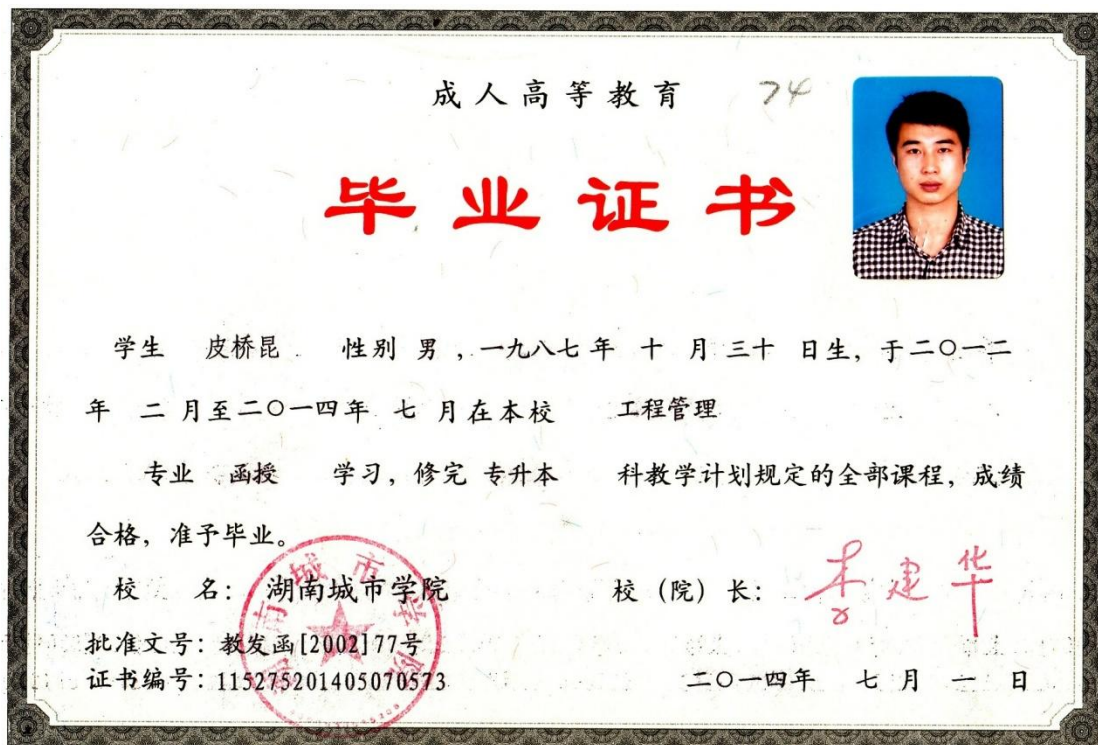 成人高等教育 74
毕业证书
学生 皮桥昆 性别 男，一九八七年 十 月 三十 日生，于二〇一二
年 二 月至二〇一四年 七 月在本校 工程管理
专业 函授 学习，修完 专升本 科教学计划规定的全部课程，成绩
合格，准予毕业。
校 名：湖南城市学院 校（院）长：李建华
批准文号：教发函[2002]77号
证书编号：115275201405070573 二〇一四年 七 月 一 日
湖南城市学院